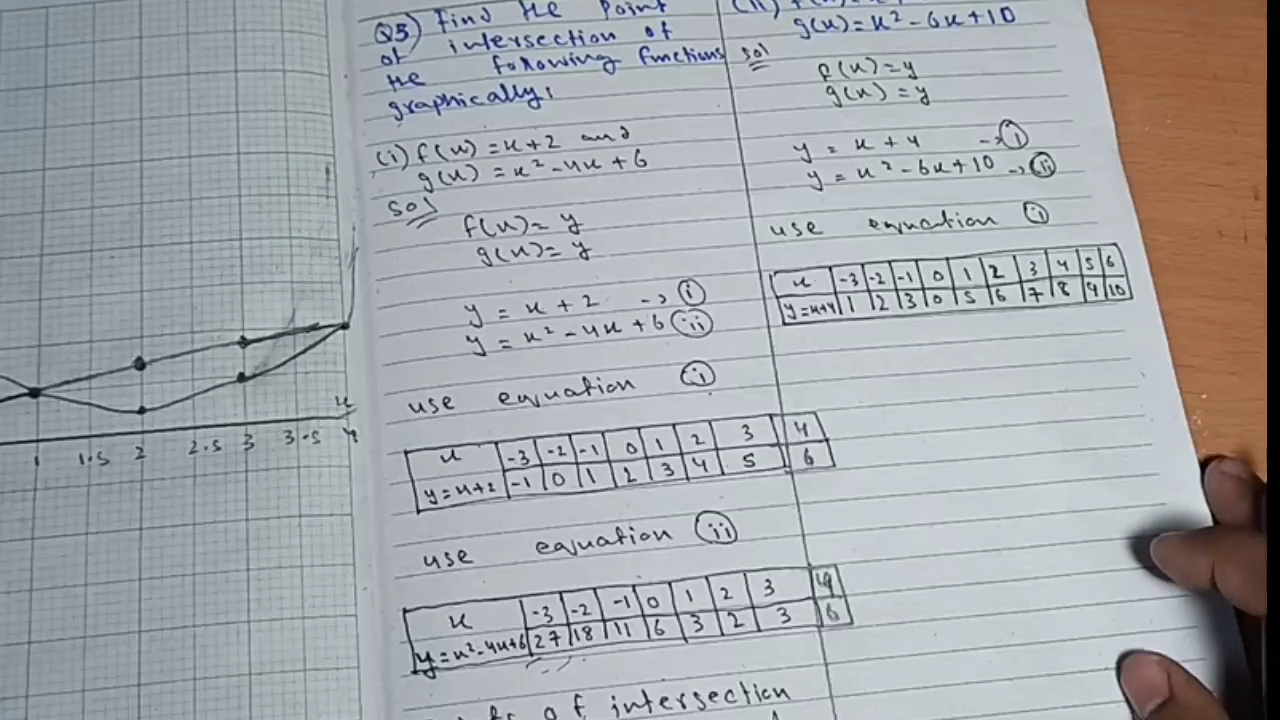 Q3) Find the point
of intersection of
the following functions
graphically:
(i) f(x) = x+2 and
g(x) = x² - 4x + 6
Sol
f(x) = y
g(x) = y
y = x + 2 → (i)
y = x² - 4x + 6 (ii)
use equation (i)
x -3 -2 -1 0 1 2 3 4
y=x+2 -1 0 1 2 3 4 5 6
use equation (ii)
x -3 -2 -1 0 1 2 3 4
y=x²-4x+6 27 18 11 6 3 2 3 6
of intersection
g(x) = x² - 6x + 10
Sol
f(x) = y
g(x) = y
y = x + 4 → (i)
y = x² - 6x + 10 → (ii)
use equation (i)
x -3 -2 -1 0 1 2 3 4 5 6
y=x+4 1 2 3 0 5 6 7 8 9 10
x
1 1.5 2 2.5 3 3.5 4